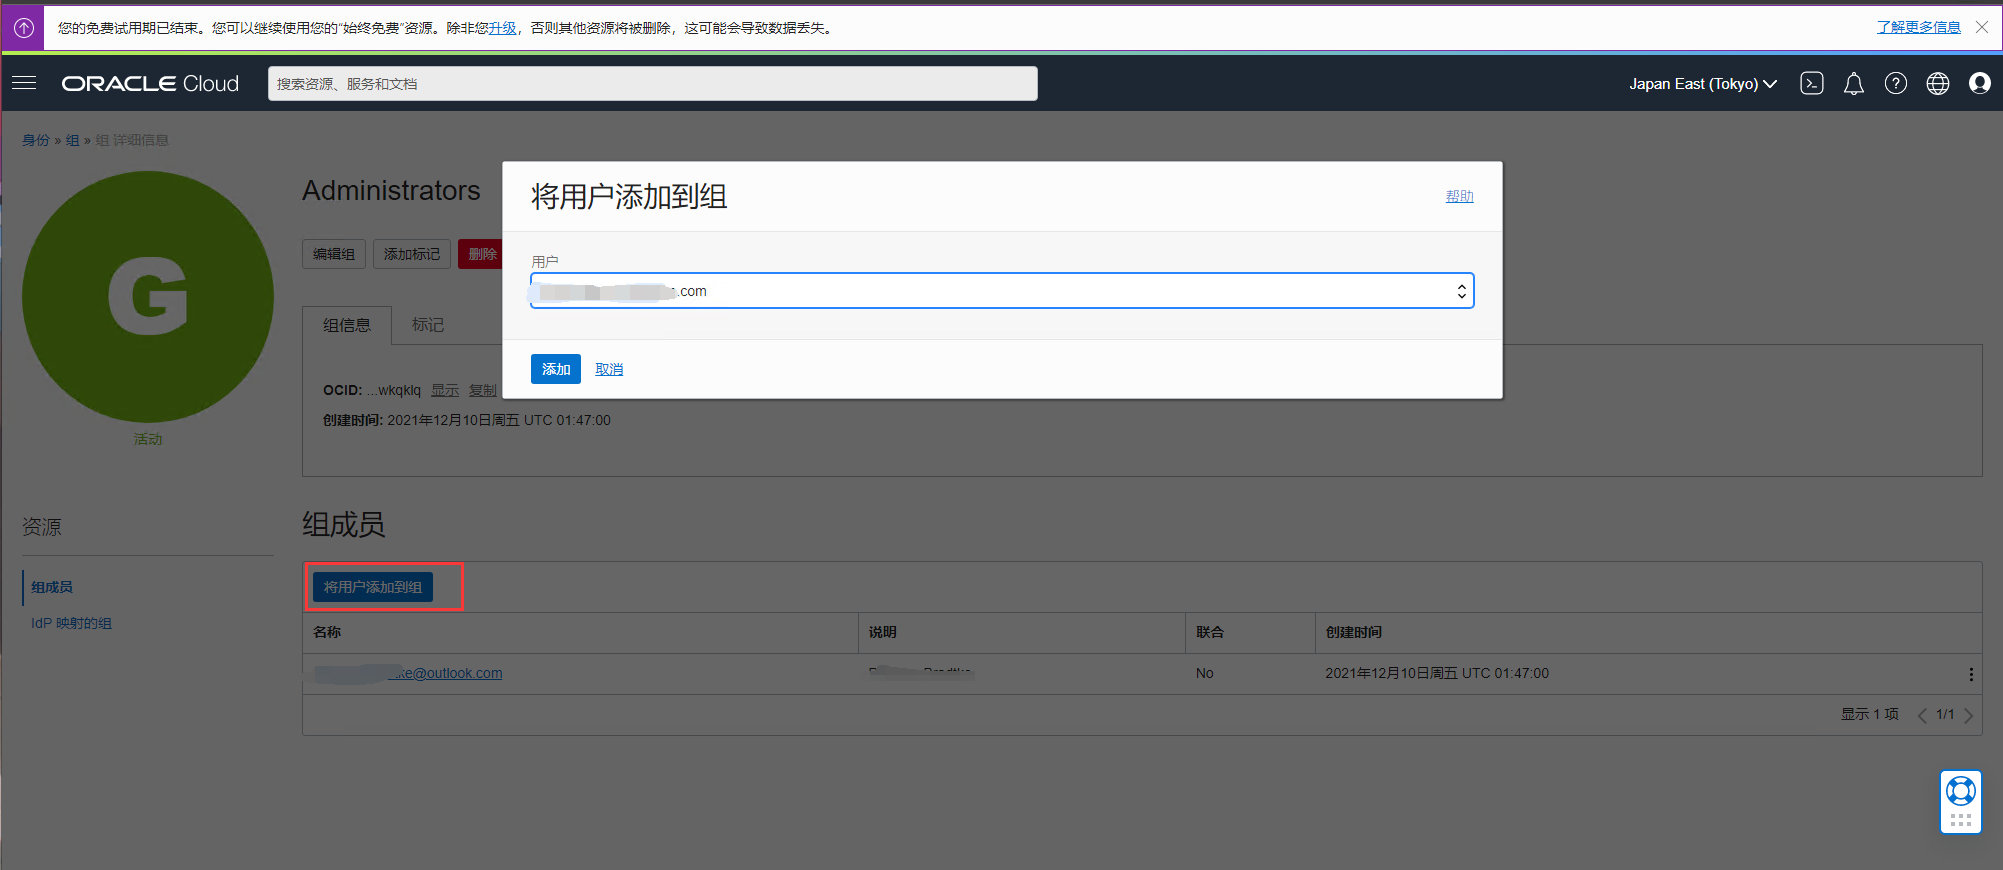 您的免费试用期已结束。您可以继续使用您的“始终免费”资源。除非您升级，否则其他资源将被删除，这可能会导致数据丢失。
了解更多信息
ORACLE Cloud
搜索资源、服务和文档
Japan East (Tokyo)
身份 » 组 » 组 详细信息
G
活动
Administrators
编辑组 添加标记 删除
将用户添加到组
帮助
用户
.com
添加 取消
组信息 标记
OCID: ...wkqklq 显示 复制
创建时间: 2021年12月10日周五 UTC 01:47:00
资源
组成员
IdP 映射的组
组成员
将用户添加到组
名称 说明 联合 创建时间
ke@outlook.com No 2021年12月10日周五 UTC 01:47:00
显示 1 项 1/1